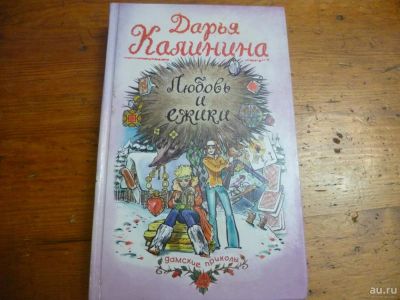 Дарья
Калинина
Любовь и
ежики
дамские приколы
au.ru